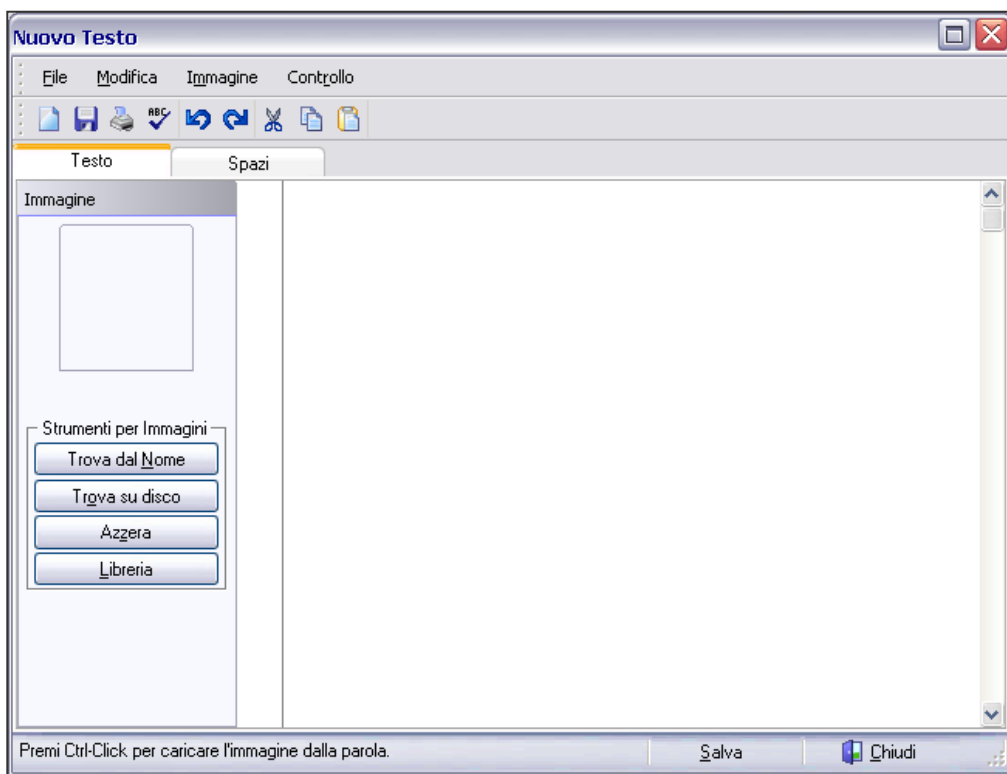 Nuovo Testo
File Modifica Immagine Controllo
ABC
Testo Spazi
Immagine
Strumenti per Immagini
Trova dal Nome
Trova su disco
Azzera
Libreria
Premi Ctrl-Click per caricare l'immagine dalla parola. Salva Chiudi